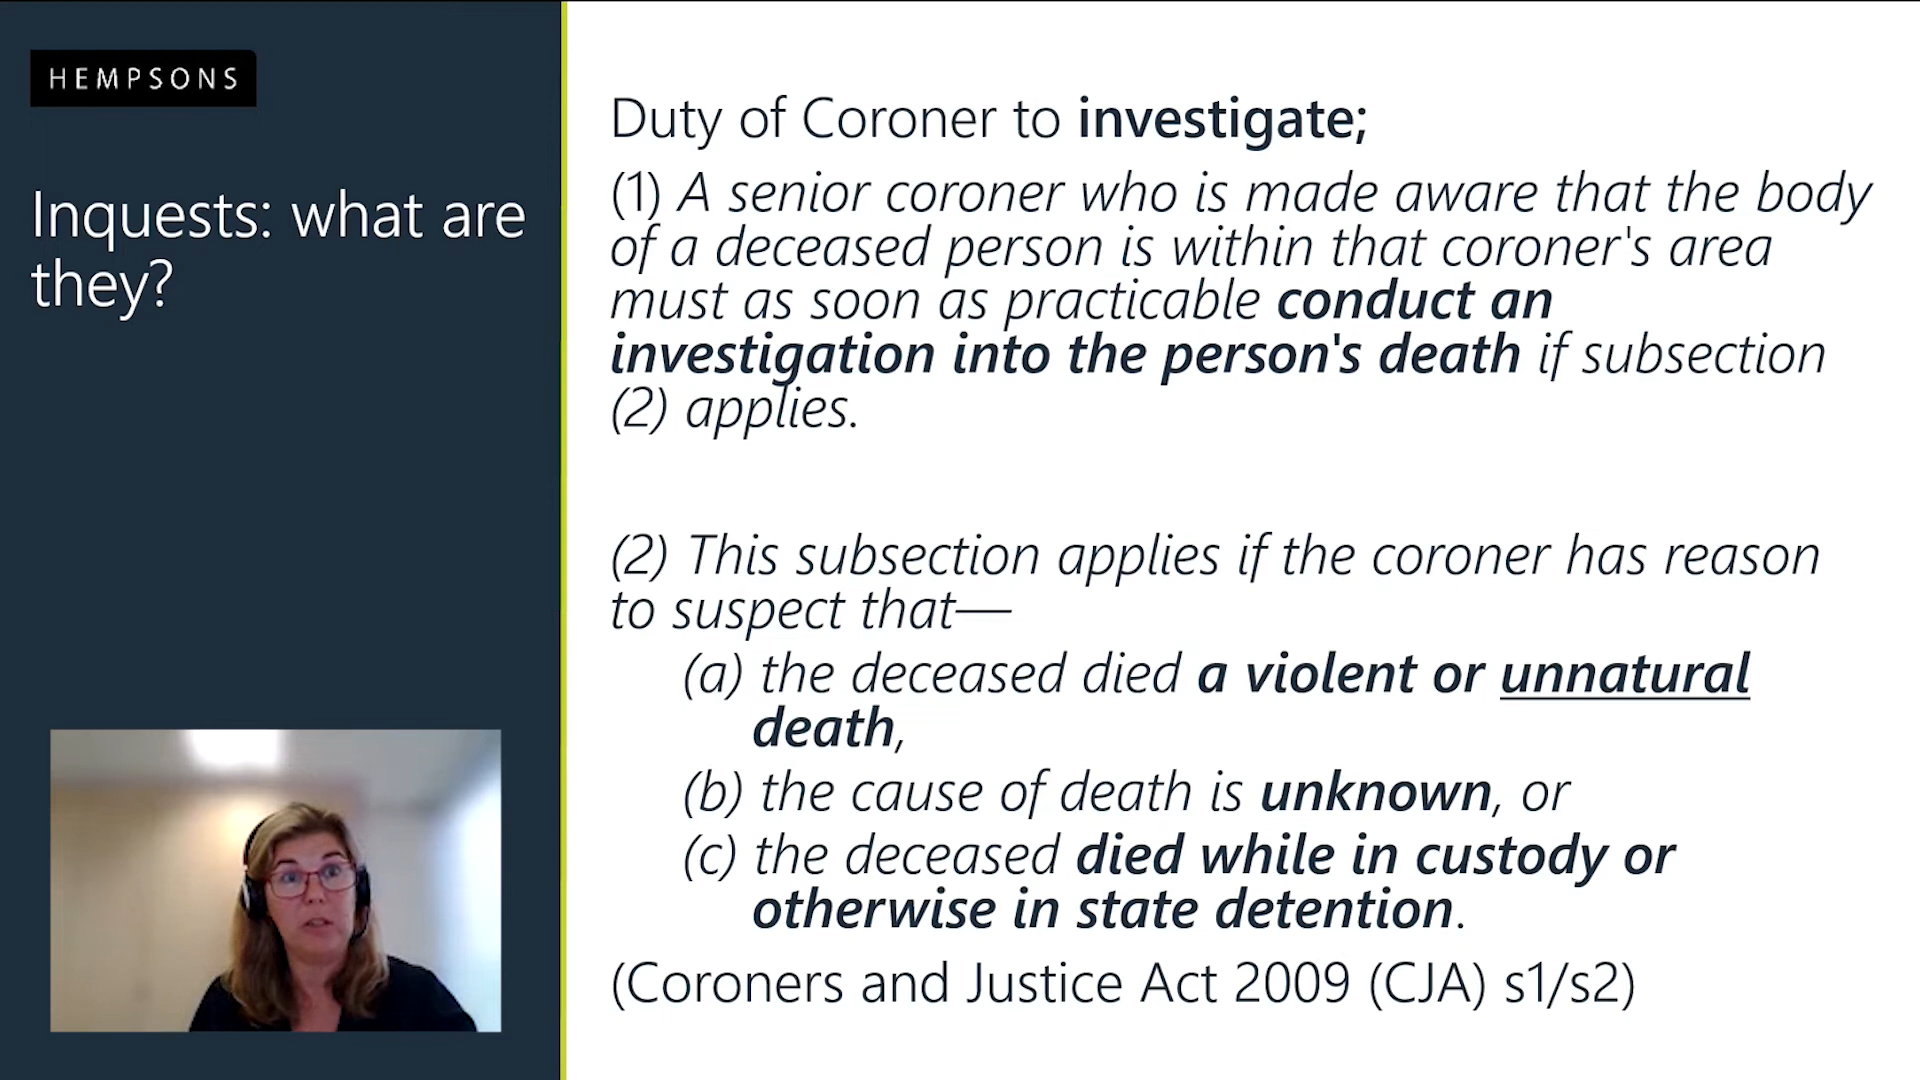 HEMPSONS
Inquests: what are
they?
Duty of Coroner to investigate;
(1) A senior coroner who is made aware that the body
of a deceased person is within that coroner's area
must as soon as practicable conduct an
investigation into the person's death if subsection
(2) applies.
(2) This subsection applies if the coroner has reason
to suspect that—
(a) the deceased died a violent or unnatural
death,
(b) the cause of death is unknown, or
(c) the deceased died while in custody or
otherwise in state detention.
(Coroners and Justice Act 2009 (CJA) s1/s2)